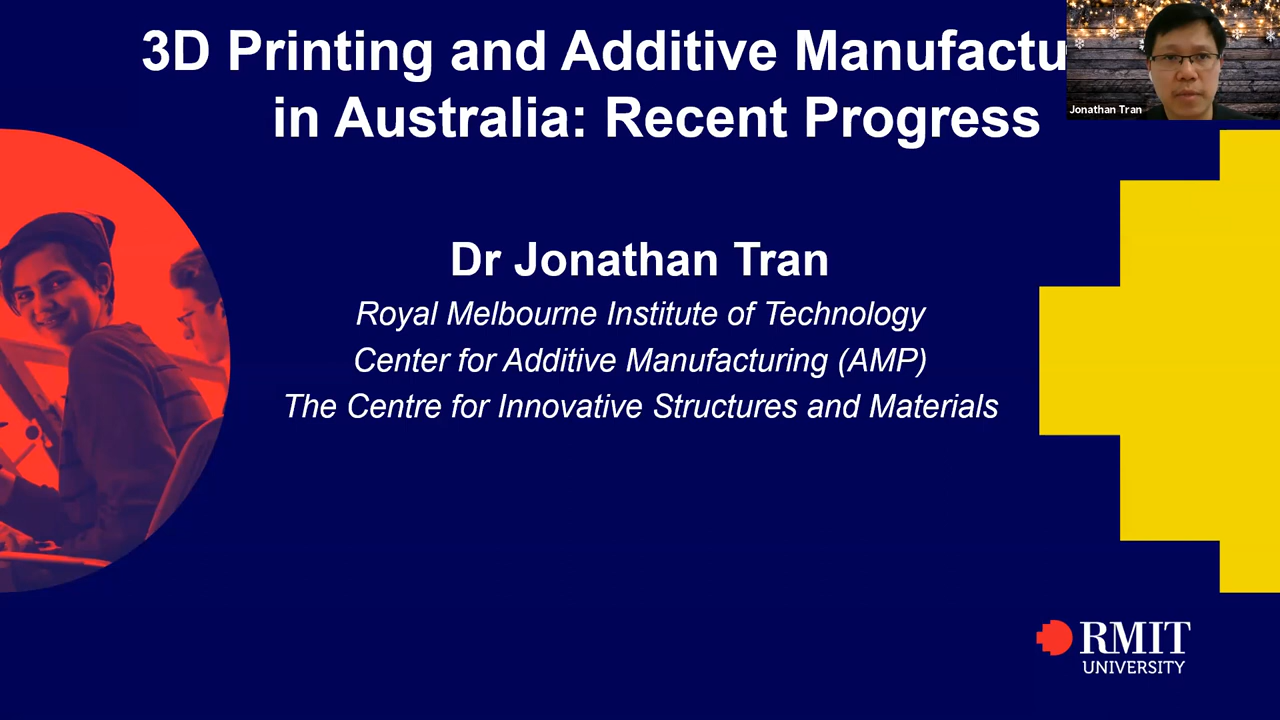 3D Printing and Additive Manufactu
in Australia: Recent Progress
Jonathan Tran
Dr Jonathan Tran
Royal Melbourne Institute of Technology
Center for Additive Manufacturing (AMP)
The Centre for Innovative Structures and Materials
RMIT
UNIVERSITY